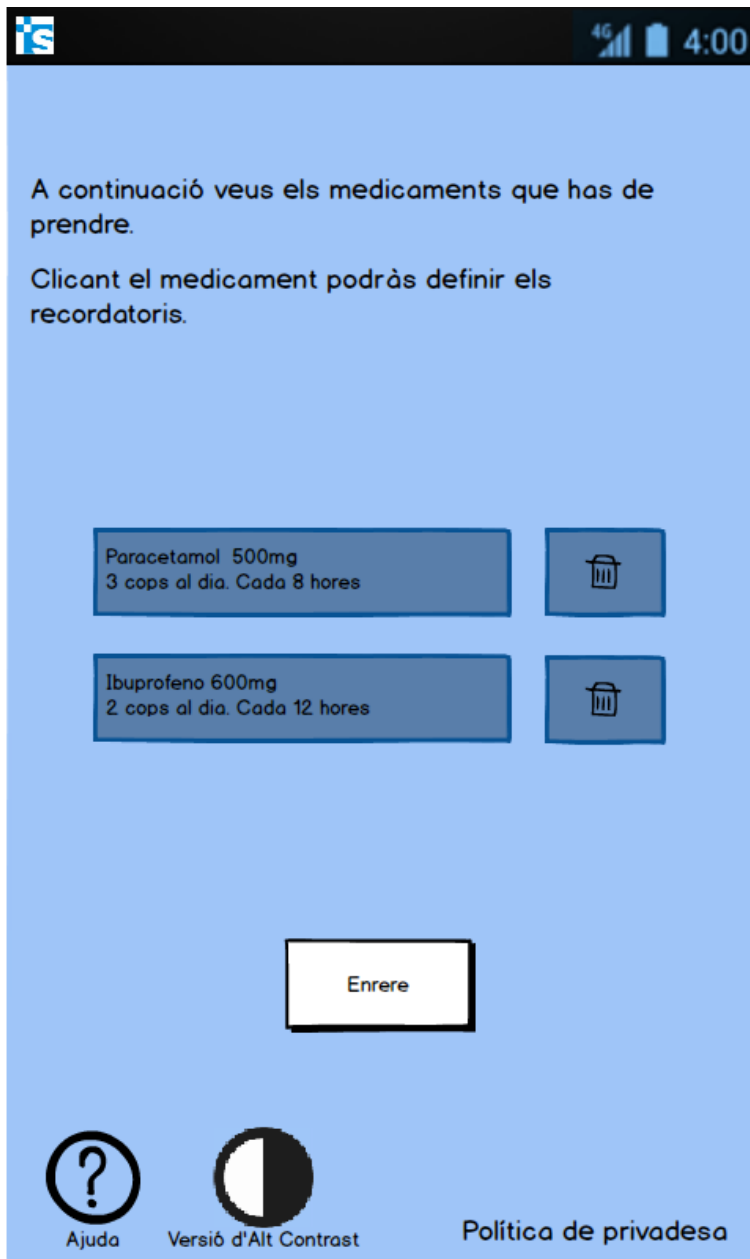 is
4G 4:00
A continuació veus els medicaments que has de
prendre.
Clicant el medicament podràs definir els
recordatoris.
Paracetamol 500mg
3 cops al dia. Cada 8 hores
Ibuprofeno 600mg
2 cops al dia. Cada 12 hores
Enrere
?
Ajuda
Versió d'Alt Contrast
Política de privadesa